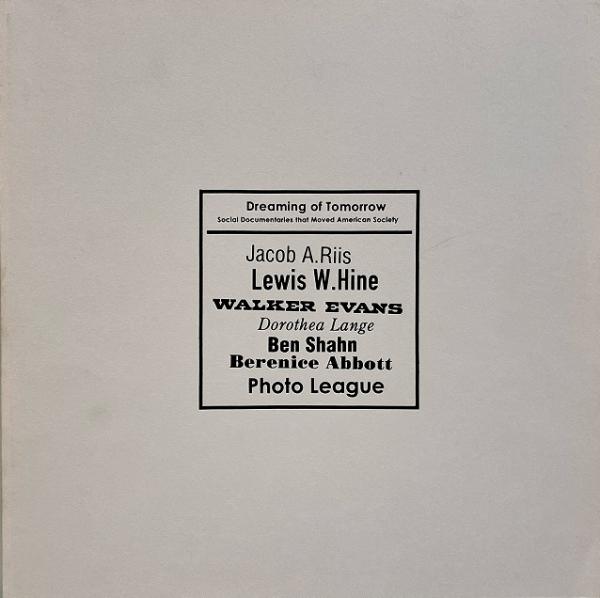 Dreaming of Tomorrow
Social Documentaries that Moved American Society
Jacob A.Riis
Lewis W.Hine
WALKER EVANS
Dorothea Lange
Ben Shahn
Berenice Abbott
Photo League